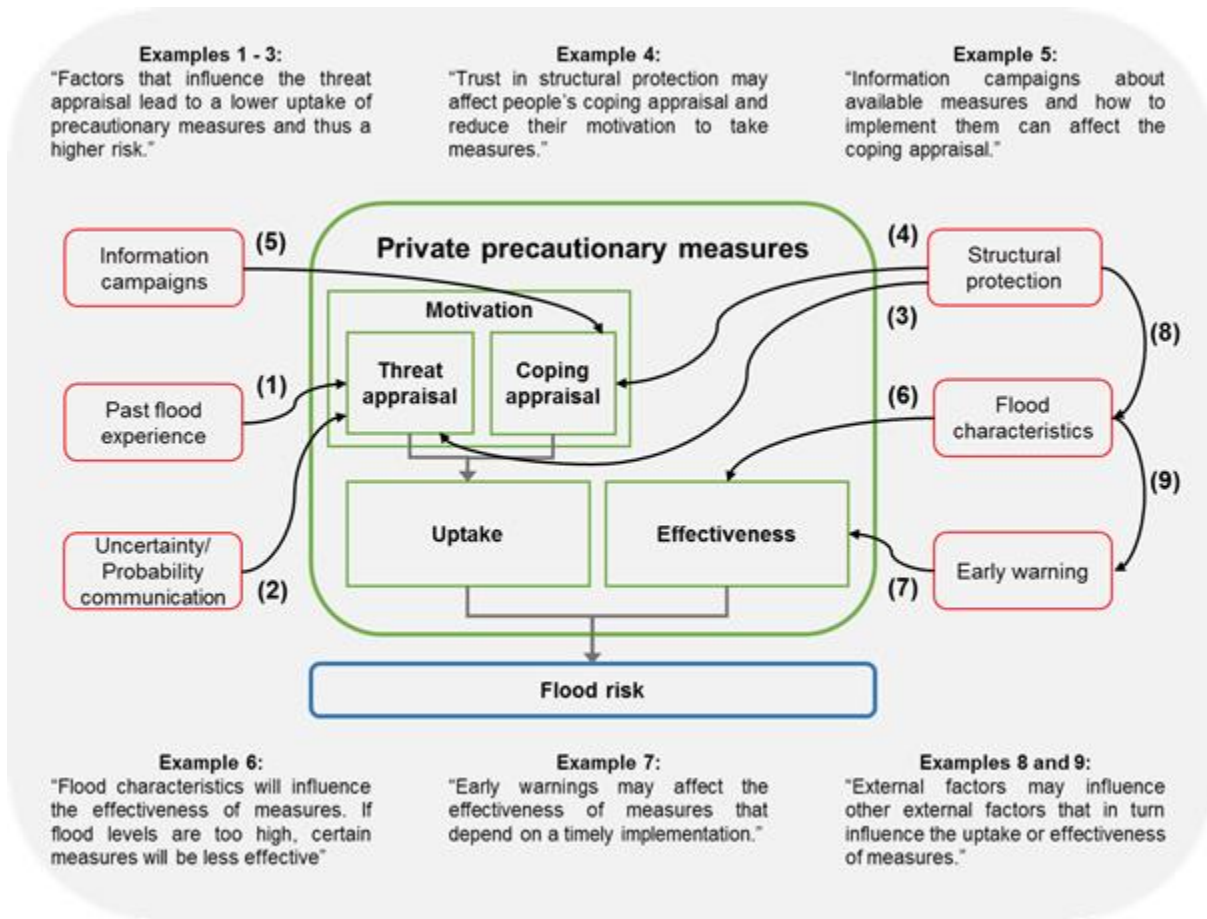 Examples 1 - 3:
“Factors that influence the threat
appraisal lead to a lower uptake of
precautionary measures and thus a
higher risk.”
Example 4:
“Trust in structural protection may
affect people’s coping appraisal and
reduce their motivation to take
measures.”
Example 5:
“Information campaigns about
available measures and how to
implement them can affect the
coping appraisal.”
Information
campaigns
(5)
Private precautionary measures
(4)
Structural
protection
Motivation
(3)
(8)
Threat
appraisal
Coping
appraisal
Past flood
experience
(1)
(6)
Flood
characteristics
(9)
Uncertainty/
Probability
communication
(2)
Uptake
Effectiveness
(7)
Early warning
Flood risk
Example 6:
“Flood characteristics will influence
the effectiveness of measures. If
flood levels are too high, certain
measures will be less effective”
Example 7:
“Early warnings may affect the
effectiveness of measures that
depend on a timely implementation.”
Examples 8 and 9:
“External factors may influence
other external factors that in turn
influence the uptake or effectiveness
of measures.”